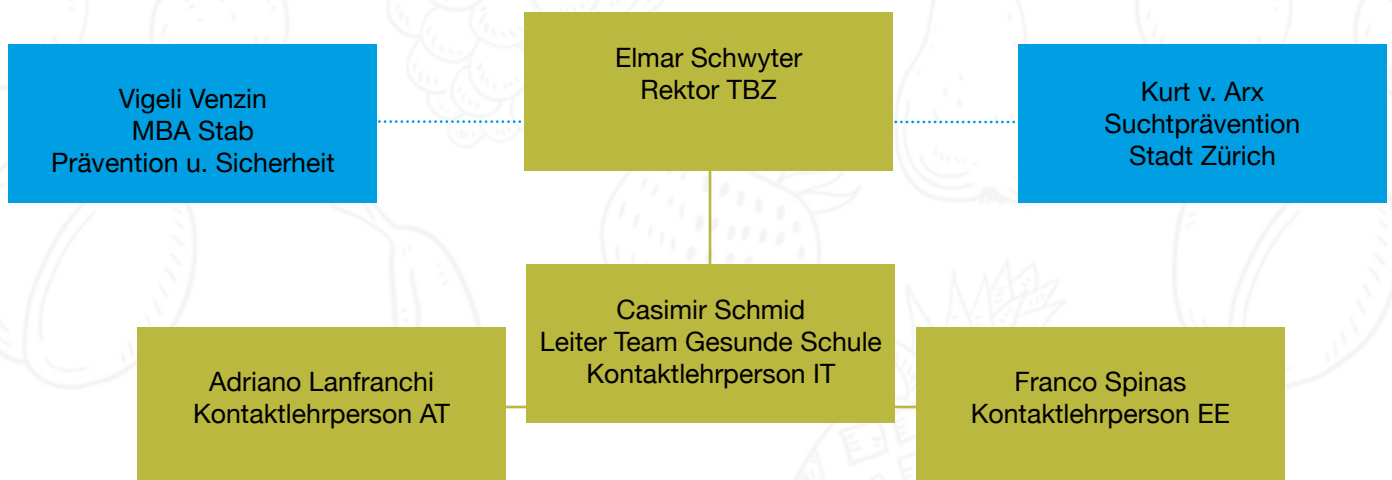 Elmar Schwyter
Rektor TBZ
Vigeli Venzin
MBA Stab
Prävention u. Sicherheit
Kurt v. Arx
Suchtprävention
Stadt Zürich
Casimir Schmid
Leiter Team Gesunde Schule
Kontaktlehrperson IT
Adriano Lanfranchi
Kontaktlehrperson AT
Franco Spinas
Kontaktlehrperson EE